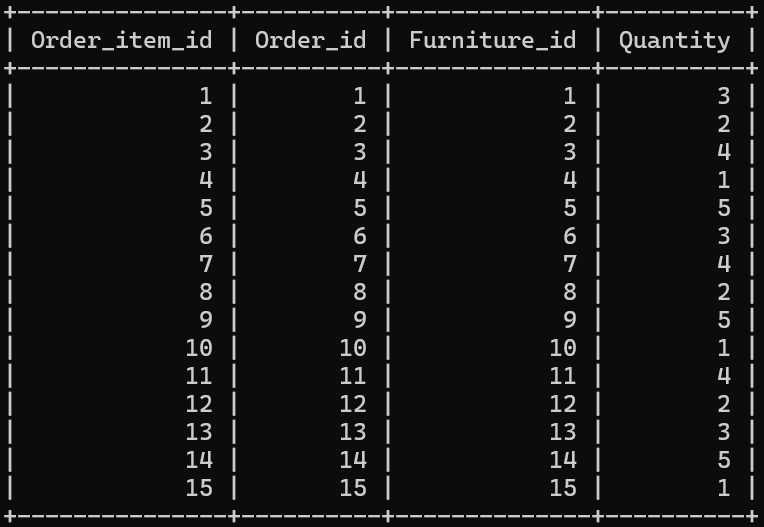 +---------------+----------+--------------+----------+
| Order_item_id | Order_id | Furniture_id | Quantity |
+---------------+----------+--------------+----------+
|             1 |        1 |            1 |        3 |
|             2 |        2 |            2 |        2 |
|             3 |        3 |            3 |        4 |
|             4 |        4 |            4 |        1 |
|             5 |        5 |            5 |        5 |
|             6 |        6 |            6 |        3 |
|             7 |        7 |            7 |        4 |
|             8 |        8 |            8 |        2 |
|             9 |        9 |            9 |        5 |
|            10 |       10 |           10 |        1 |
|            11 |       11 |           11 |        4 |
|            12 |       12 |           12 |        2 |
|            13 |       13 |           13 |        3 |
|            14 |       14 |           14 |        5 |
|            15 |       15 |           15 |        1 |
+---------------+----------+--------------+----------+